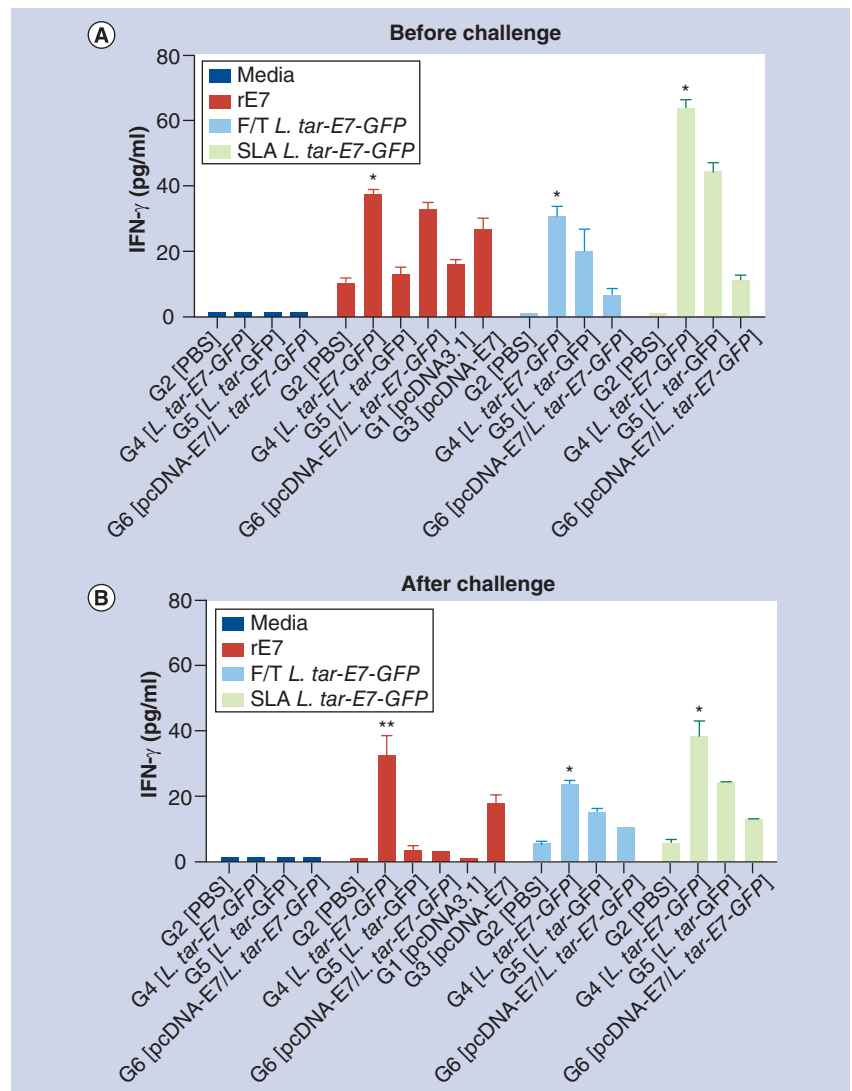 A
Before challenge
80
60
40
20
0
IFN-γ (pg/ml)
Media
rE7
F/T L. tar-E7-GFP
SLA L. tar-E7-GFP
*
*
*
G2 [PBS]
G4 [L. tar-E7-GFP]
G5 [L. tar-GFP]
G6 [pcDNA-E7/L. tar-E7-GFP]
G2 [PBS]
G4 [L. tar-E7-GFP]
G5 [L. tar-GFP]
G6 [pcDNA-E7/L. tar-E7-GFP]
G1 [pcDNA3.1]
G3 [pcDNA-E7]
G2 [PBS]
G4 [L. tar-E7-GFP]
G5 [L. tar-GFP]
G6 [pcDNA-E7/L. tar-E7-GFP]
G2 [PBS]
G4 [L. tar-E7-GFP]
G5 [L. tar-GFP]
G6 [pcDNA-E7/L. tar-E7-GFP]
B
After challenge
80
60
40
20
0
IFN-γ (pg/ml)
Media
rE7
F/T L. tar-E7-GFP
SLA L. tar-E7-GFP
**
*
*
G2 [PBS]
G4 [L. tar-E7-GFP]
G5 [L. tar-GFP]
G6 [pcDNA-E7/L. tar-E7-GFP]
G2 [PBS]
G4 [L. tar-E7-GFP]
G5 [L. tar-GFP]
G6 [pcDNA-E7/L. tar-E7-GFP]
G1 [pcDNA3.1]
G3 [pcDNA-E7]
G2 [PBS]
G4 [L. tar-E7-GFP]
G5 [L. tar-GFP]
G6 [pcDNA-E7/L. tar-E7-GFP]
G2 [PBS]
G4 [L. tar-E7-GFP]
G5 [L. tar-GFP]
G6 [pcDNA-E7/L. tar-E7-GFP]